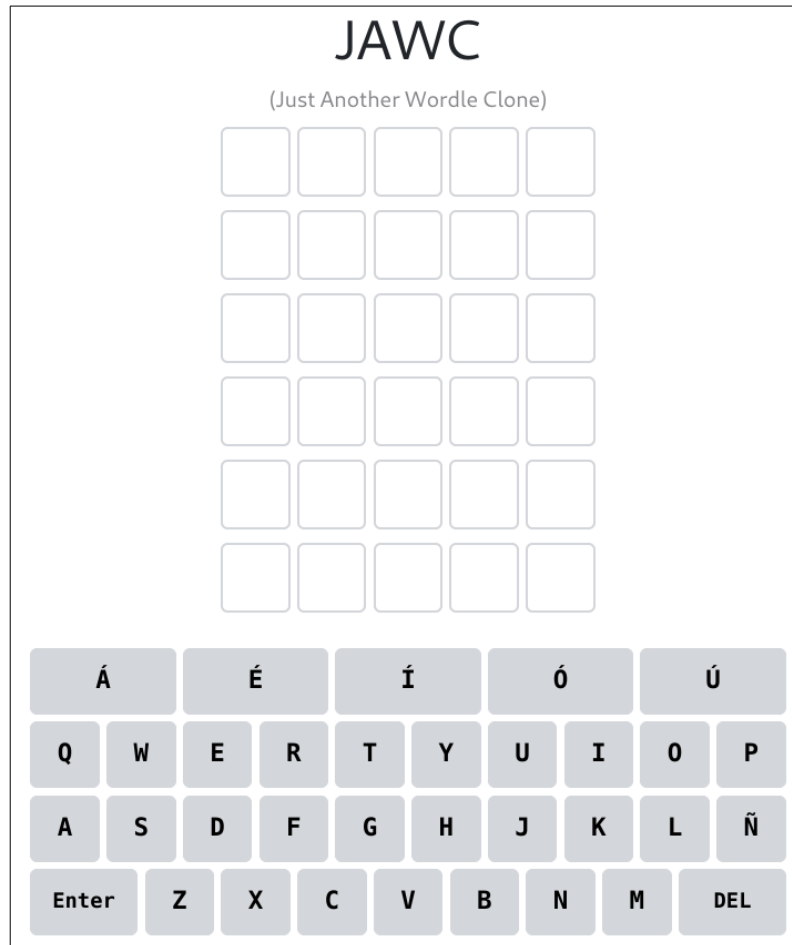 JAWC
(Just Another Wordle Clone)
Á É Í Ó Ú
Q W E R T Y U I O P
A S D F G H J K L Ñ
Enter Z X C V B N M DEL